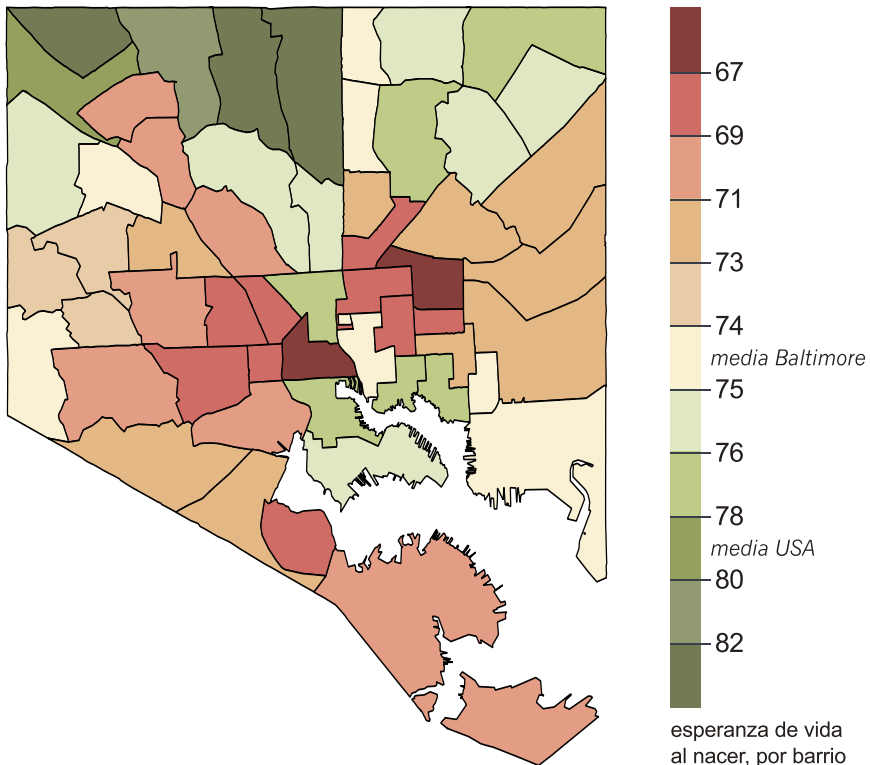 67
69
71
73
74
media Baltimore
75
76
78
media USA
80
82
esperanza de vida
al nacer, por barrio